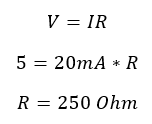 V = IR
5 = 20mA * R
R = 250 Ohm